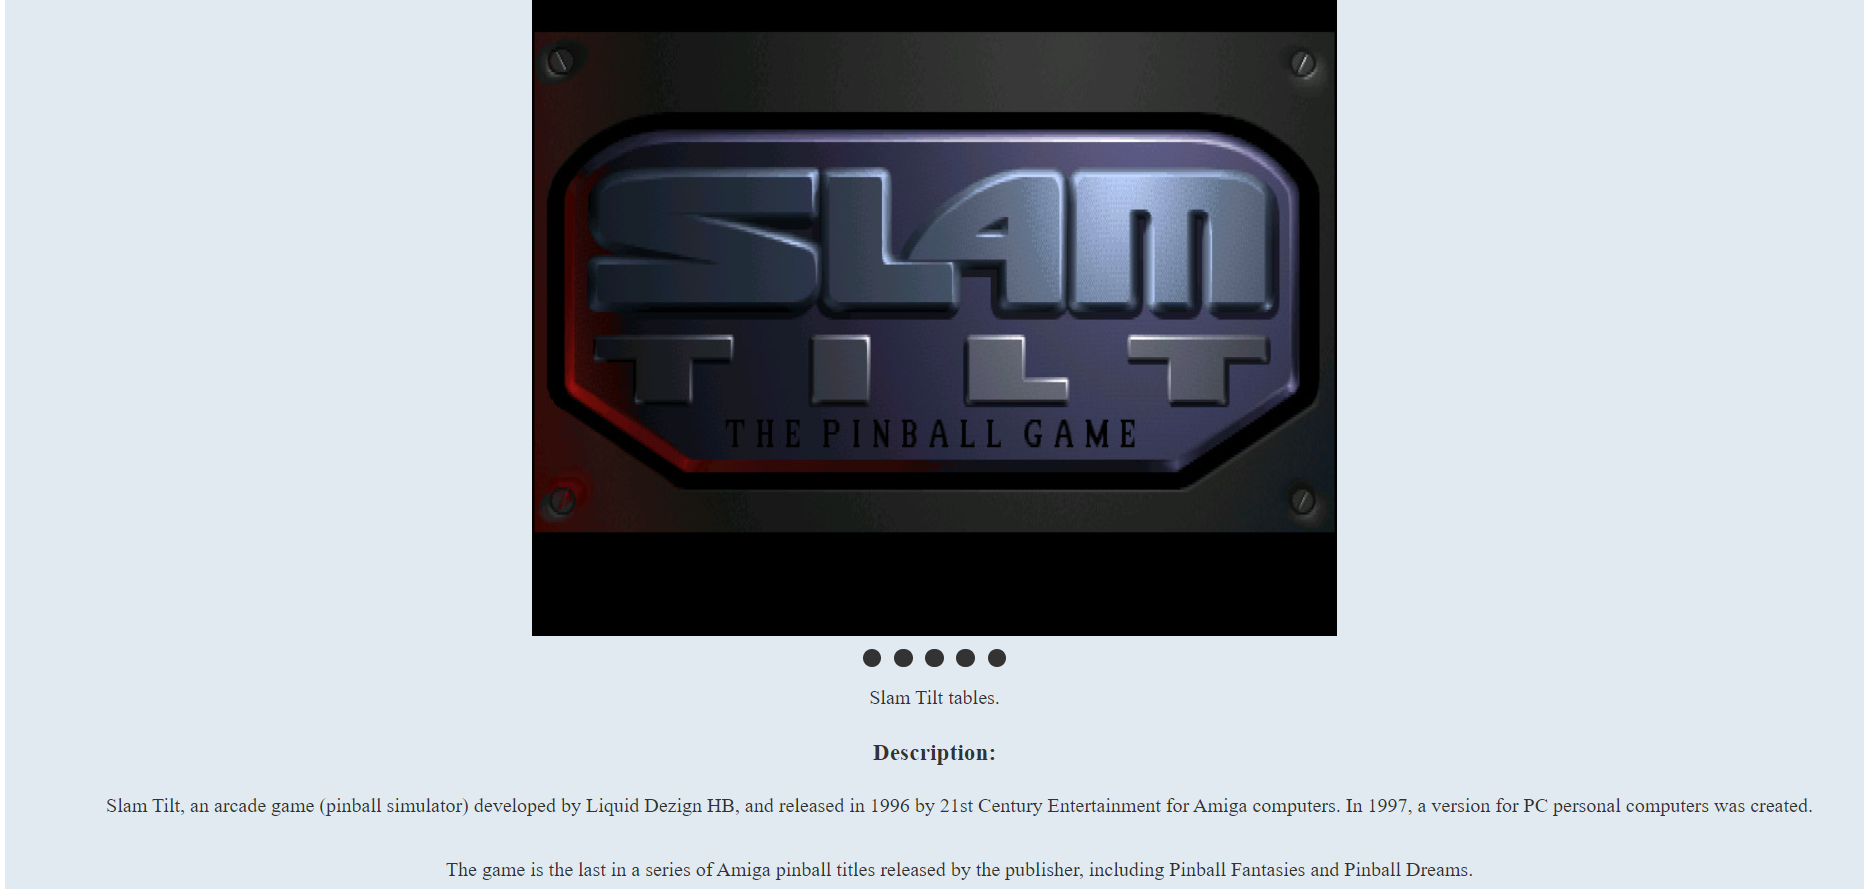 SLAM
TILT
THE PINBALL GAME
Slam Tilt tables.
Description:
Slam Tilt, an arcade game (pinball simulator) developed by Liquid Dezign HB, and released in 1996 by 21st Century Entertainment for Amiga computers. In 1997, a version for PC personal computers was created.
The game is the last in a series of Amiga pinball titles released by the publisher, including Pinball Fantasies and Pinball Dreams.